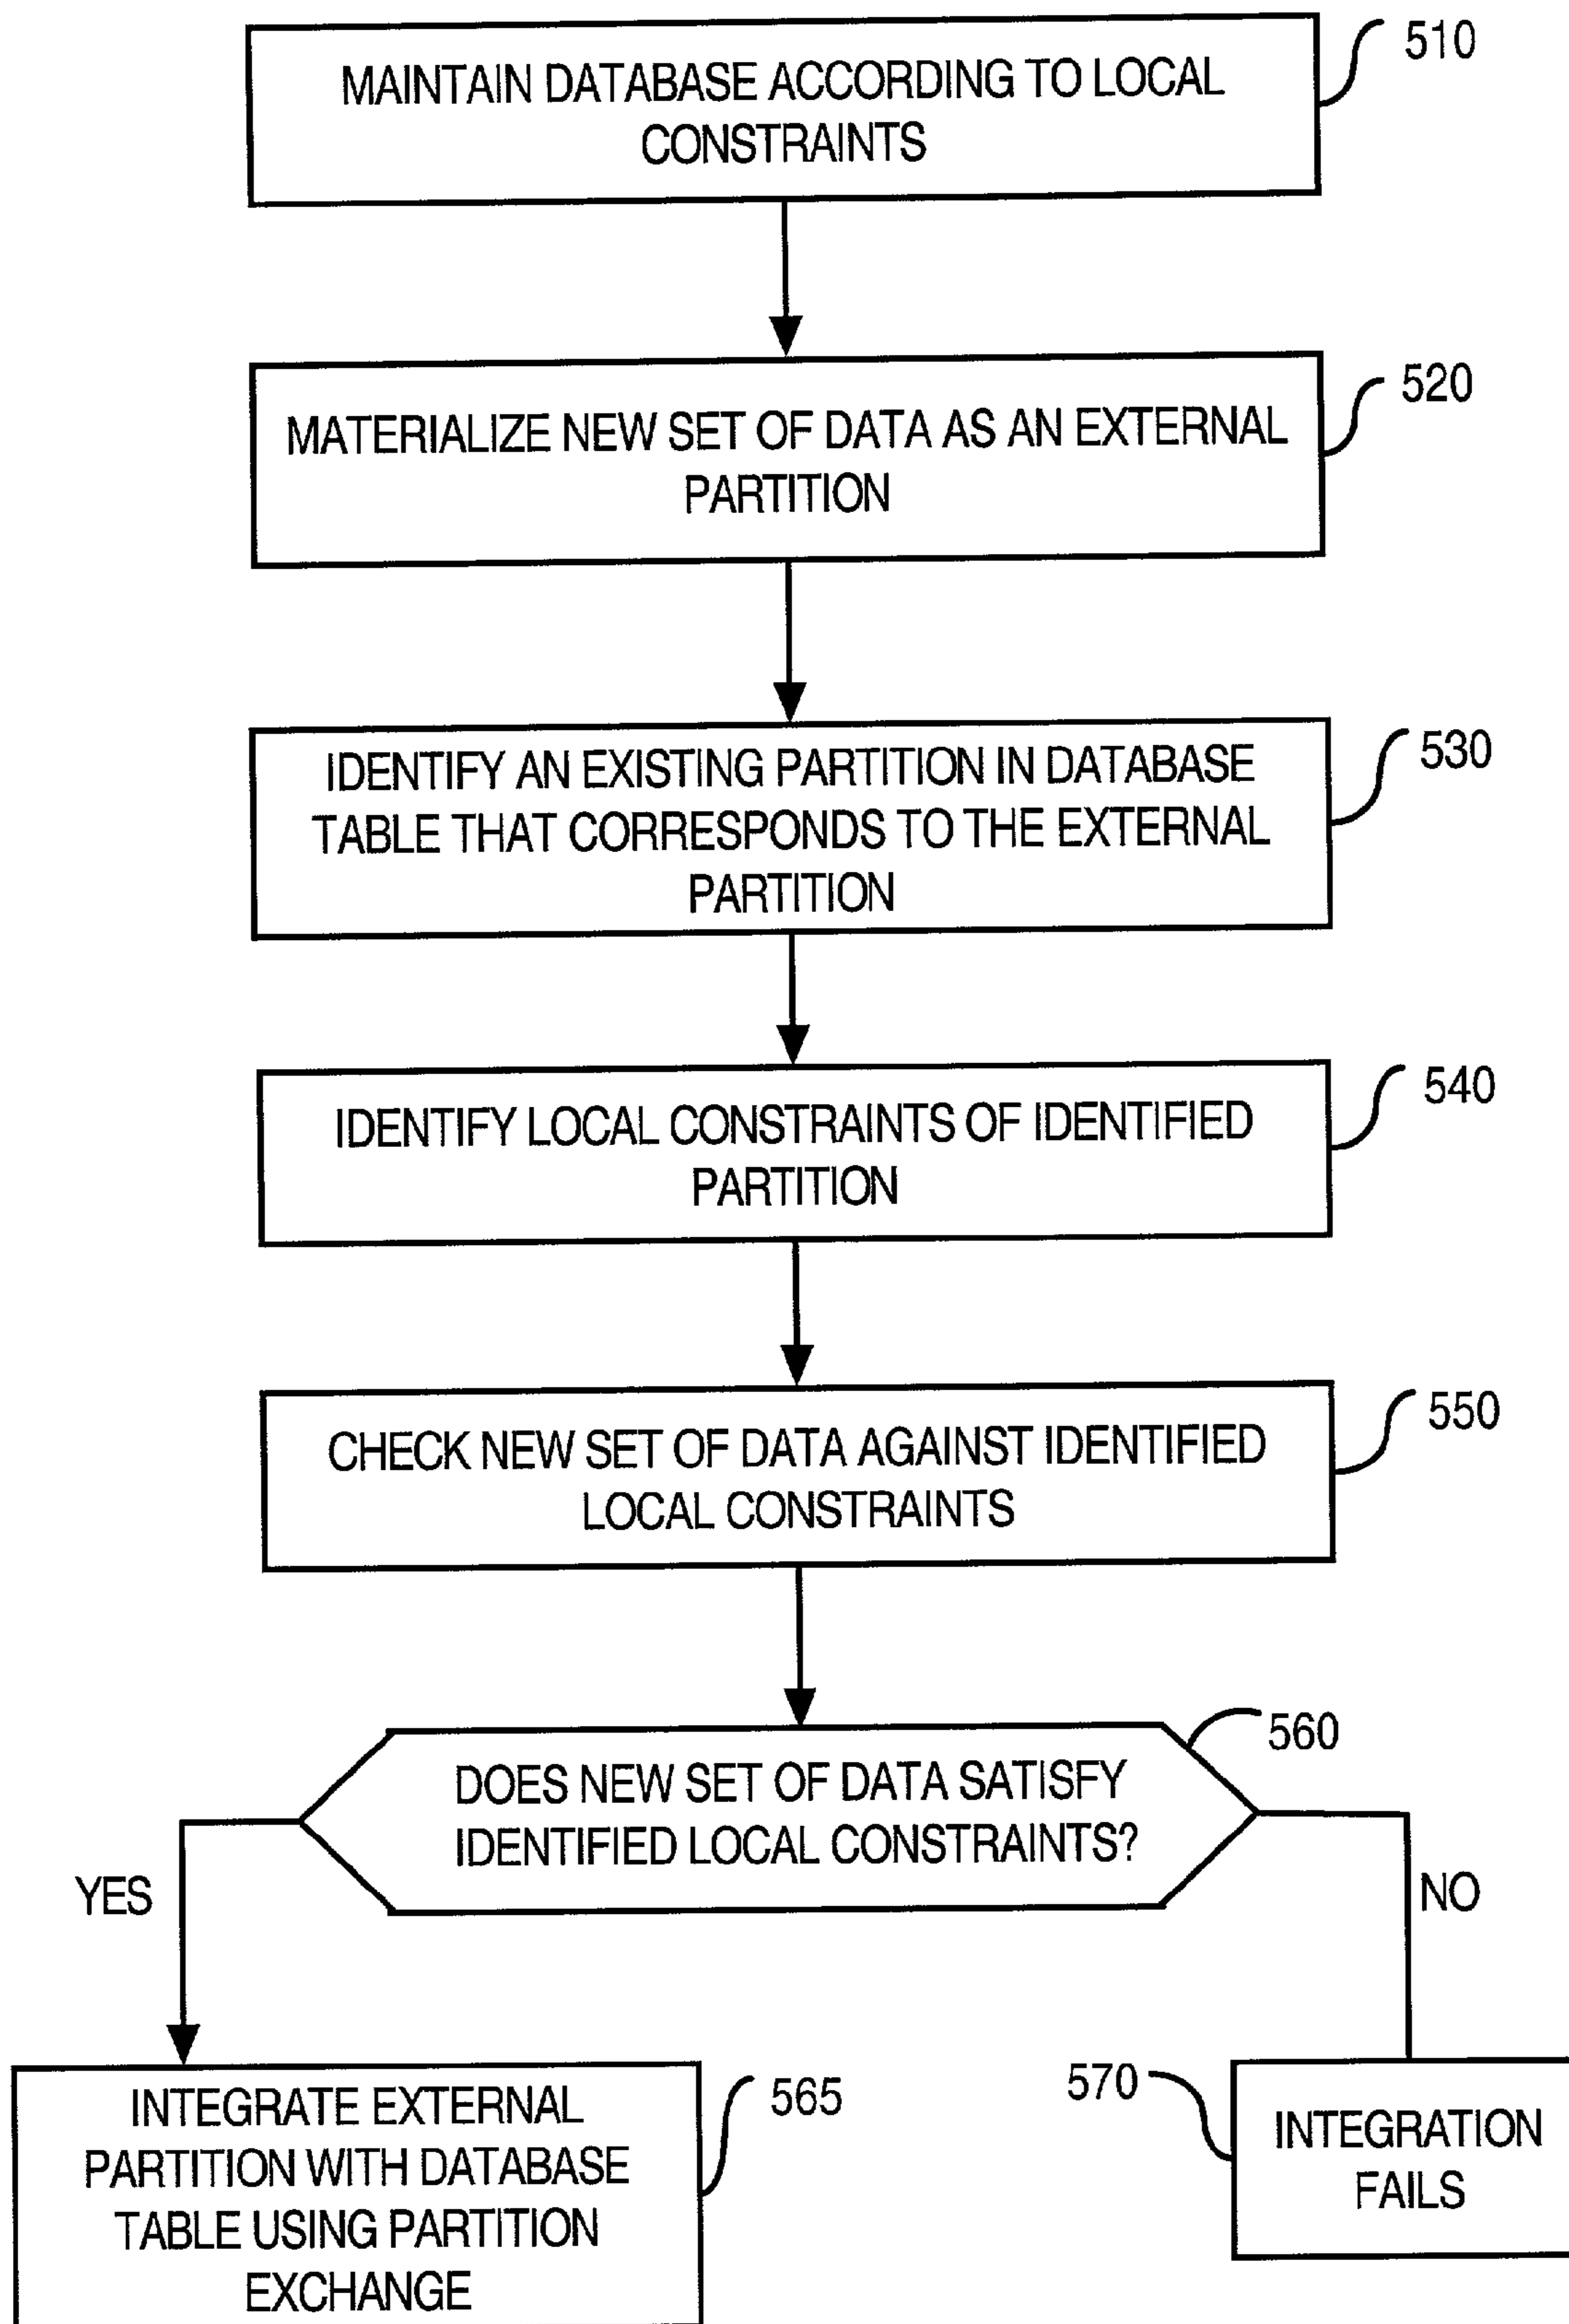 510
MAINTAIN DATABASE ACCORDING TO LOCAL
CONSTRAINTS
520
MATERIALIZE NEW SET OF DATA AS AN EXTERNAL
PARTITION
530
IDENTIFY AN EXISTING PARTITION IN DATABASE
TABLE THAT CORRESPONDS TO THE EXTERNAL
PARTITION
540
IDENTIFY LOCAL CONSTRAINTS OF IDENTIFIED
PARTITION
550
CHECK NEW SET OF DATA AGAINST IDENTIFIED
LOCAL CONSTRAINTS
560
DOES NEW SET OF DATA SATISFY
IDENTIFIED LOCAL CONSTRAINTS?
YES
NO
565
INTEGRATE EXTERNAL
PARTITION WITH DATABASE
TABLE USING PARTITION
EXCHANGE
570
INTEGRATION
FAILS